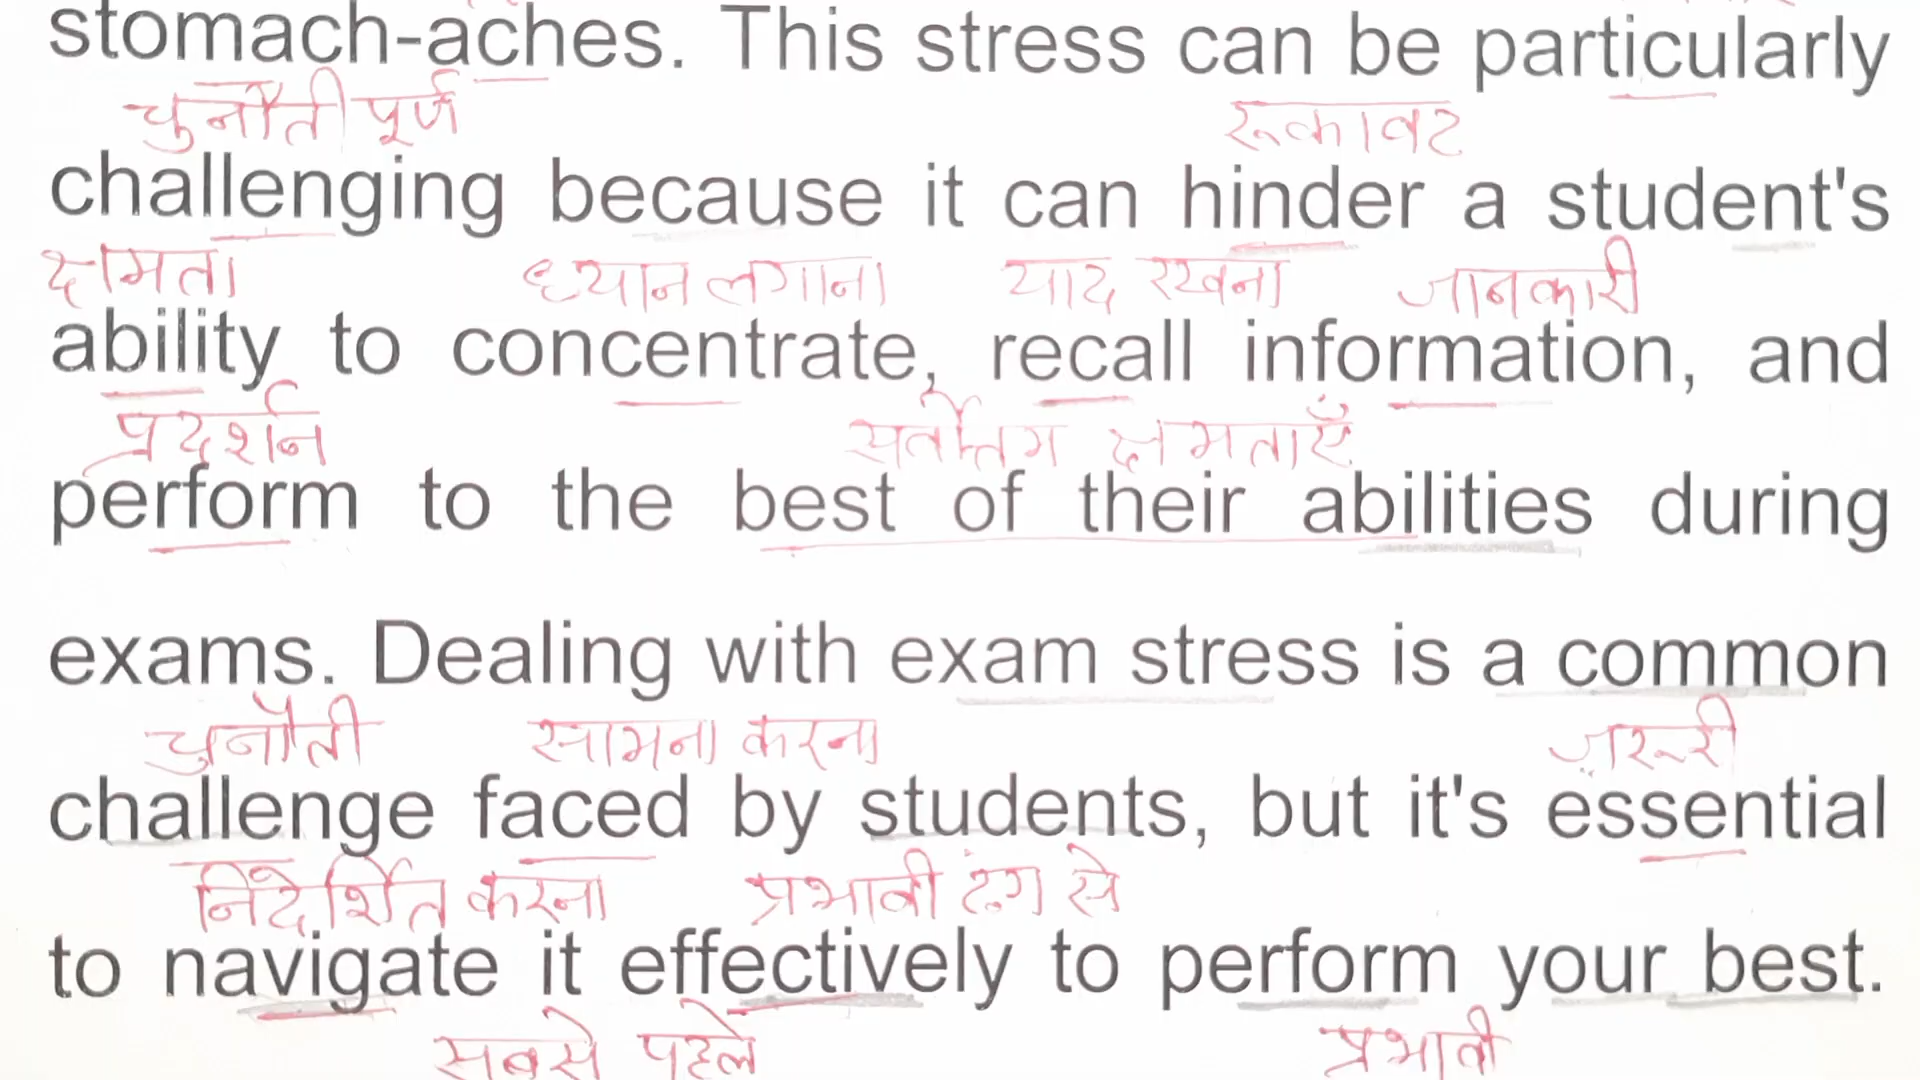 stomach-aches. This stress can be particularly
चुनौती पूर्ण रूकावट
challenging because it can hinder a student's
क्षमता ध्यान लगाना याद रखना जानकारी
ability to concentrate, recall information, and
प्रदर्शन क्षमताएँ
perform to the best of their abilities during
exams. Dealing with exam stress is a common
चुनौती सामना करना ज़रूरी
challenge faced by students, but it's essential
निर्देशित करना प्रभावी ढंग से
to navigate it effectively to perform your best.
सबसे पहले प्रभावी